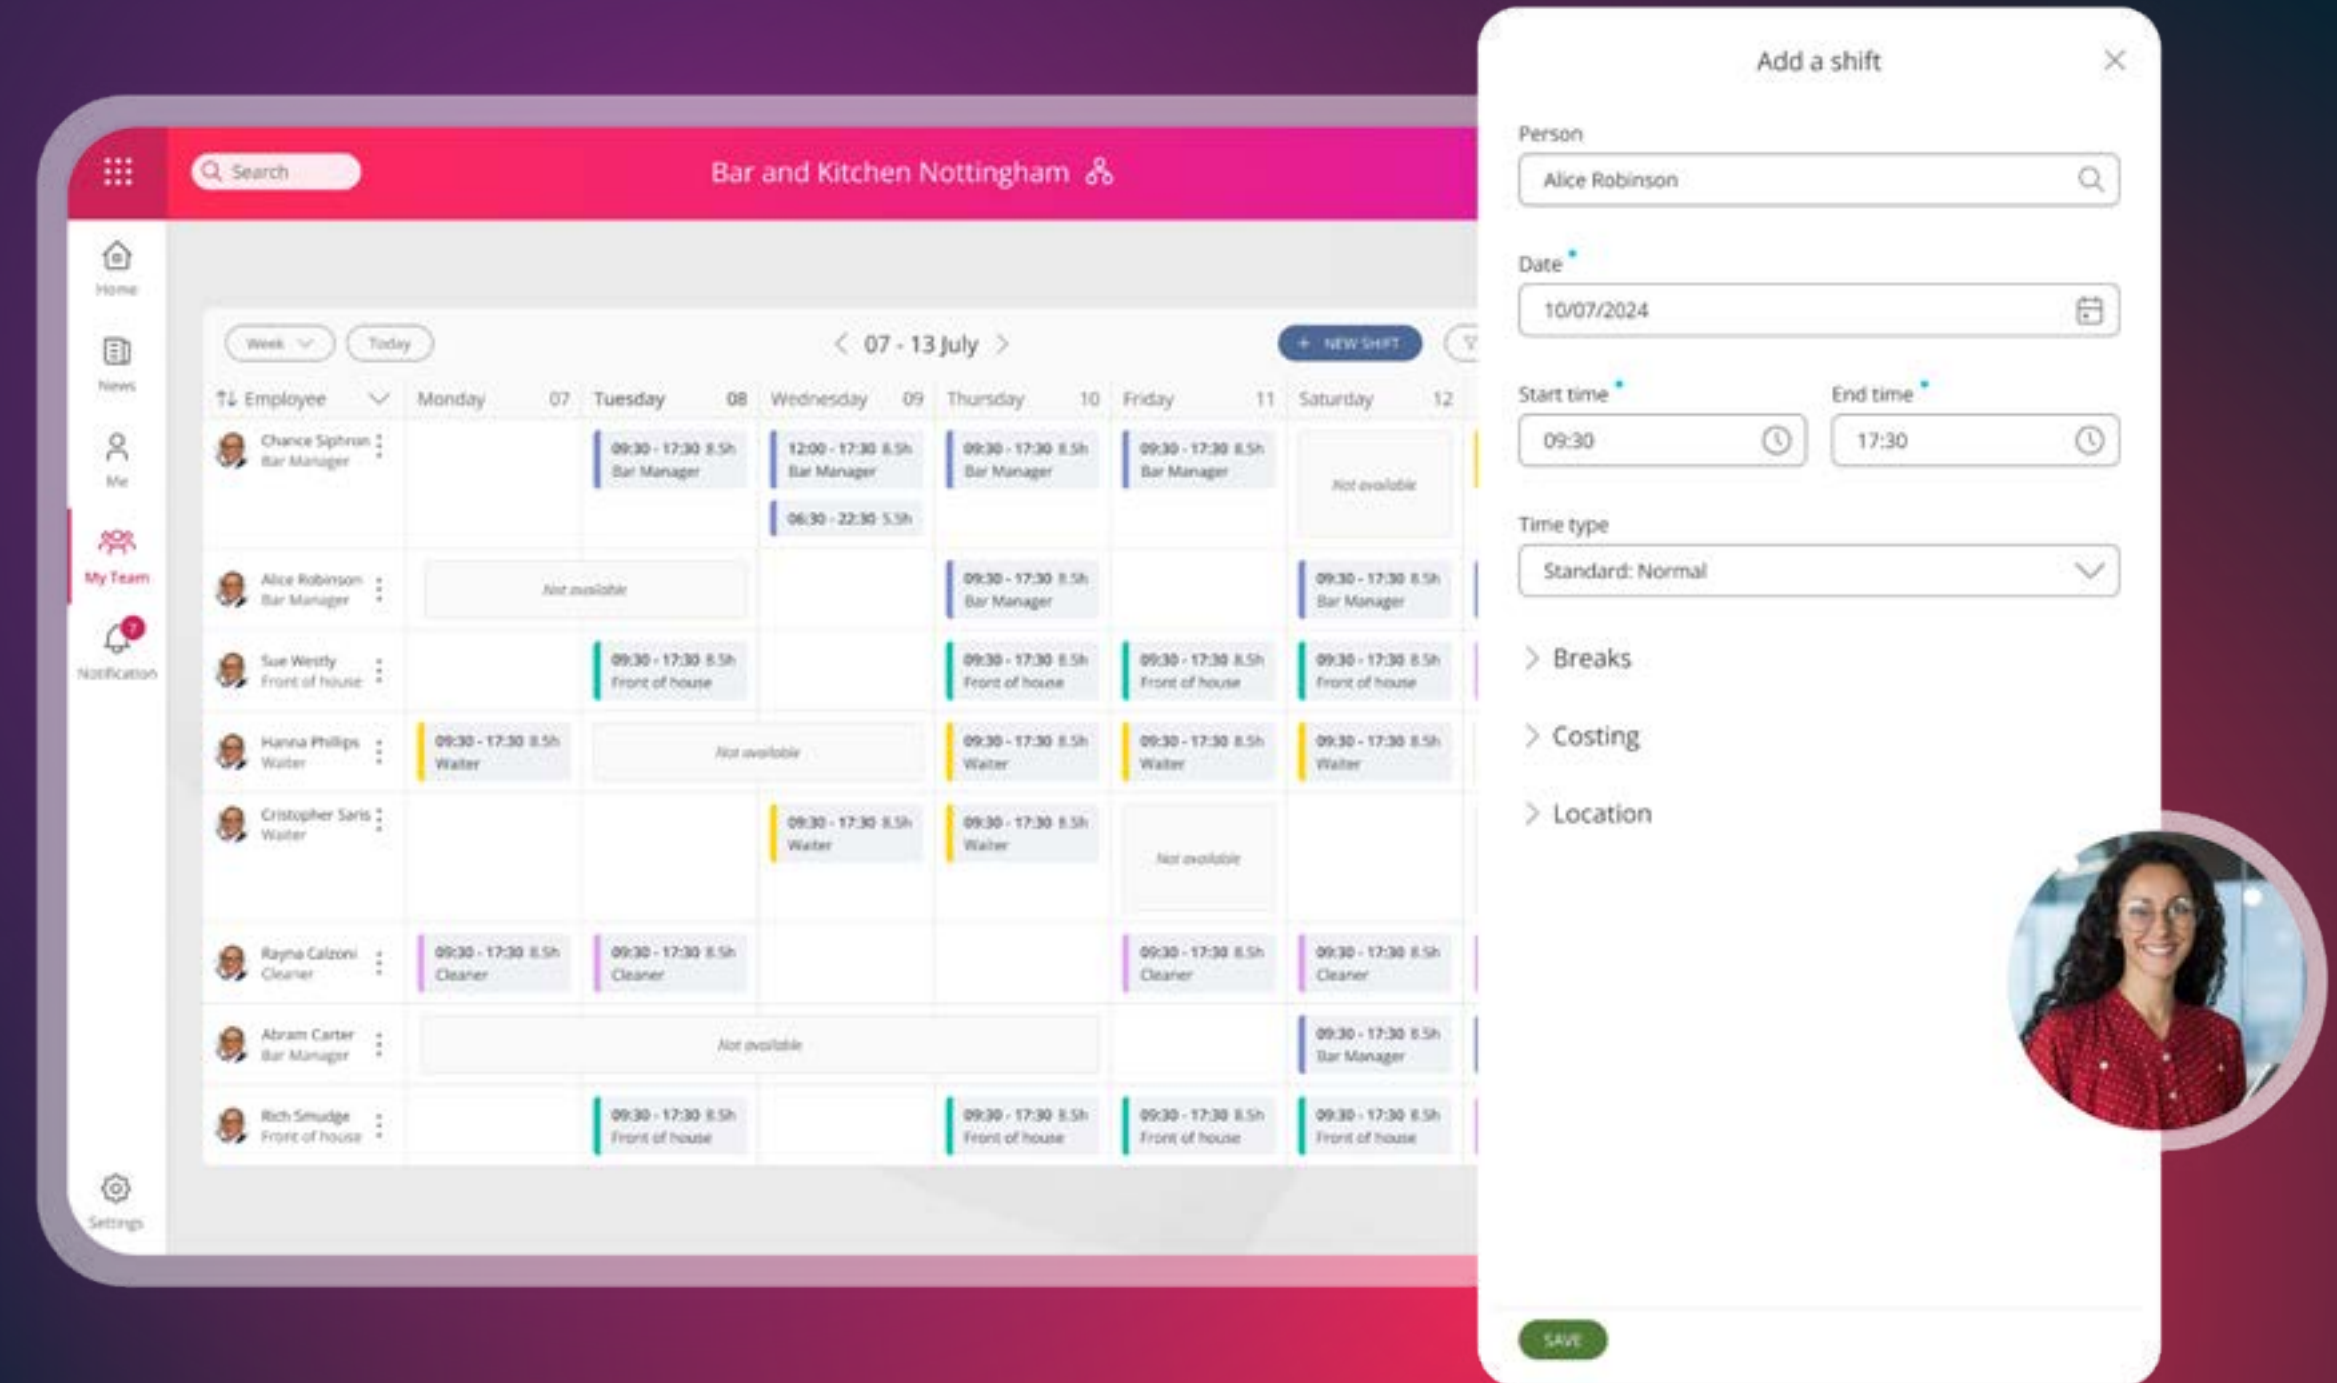 Search
Bar and Kitchen Nottingham
Home
News
Me
My Team
7
Notification
Settings
Week
Today
07 - 13 July
+ NEW SHIFT
Employee
Monday 07
Tuesday 08
Wednesday 09
Thursday 10
Friday 11
Saturday 12
Chance Siphron
Bar Manager
09:30 - 17:30 8.5h
Bar Manager
12:00 - 17:30 8.5h
Bar Manager
06:30 - 22:30 5.5h
09:30 - 17:30 8.5h
Bar Manager
09:30 - 17:30 8.5h
Bar Manager
Not available
Alice Robinson
Bar Manager
Not available
09:30 - 17:30 8.5h
Bar Manager
09:30 - 17:30 8.5h
Bar Manager
Sue Westly
Front of house
09:30 - 17:30 8.5h
Front of house
09:30 - 17:30 8.5h
Front of house
09:30 - 17:30 8.5h
Front of house
09:30 - 17:30 8.5h
Front of house
Hanna Phillips
Waiter
09:30 - 17:30 8.5h
Waiter
Not available
09:30 - 17:30 8.5h
Waiter
09:30 - 17:30 8.5h
Waiter
09:30 - 17:30 8.5h
Waiter
Cristopher Saris
Waiter
09:30 - 17:30 8.5h
Waiter
09:30 - 17:30 8.5h
Waiter
Not available
Rayna Calzoni
Cleaner
09:30 - 17:30 8.5h
Cleaner
09:30 - 17:30 8.5h
Cleaner
09:30 - 17:30 8.5h
Cleaner
09:30 - 17:30 8.5h
Cleaner
Abram Carter
Bar Manager
Not available
09:30 - 17:30 8.5h
Bar Manager
Rich Smudge
Front of house
09:30 - 17:30 8.5h
Front of house
09:30 - 17:30 8.5h
Front of house
09:30 - 17:30 8.5h
Front of house
09:30 - 17:30 8.5h
Front of house
Add a shift
Person
Alice Robinson
Date
10/07/2024
Start time
End time
09:30
17:30
Time type
Standard: Normal
Breaks
Costing
Location
SAVE